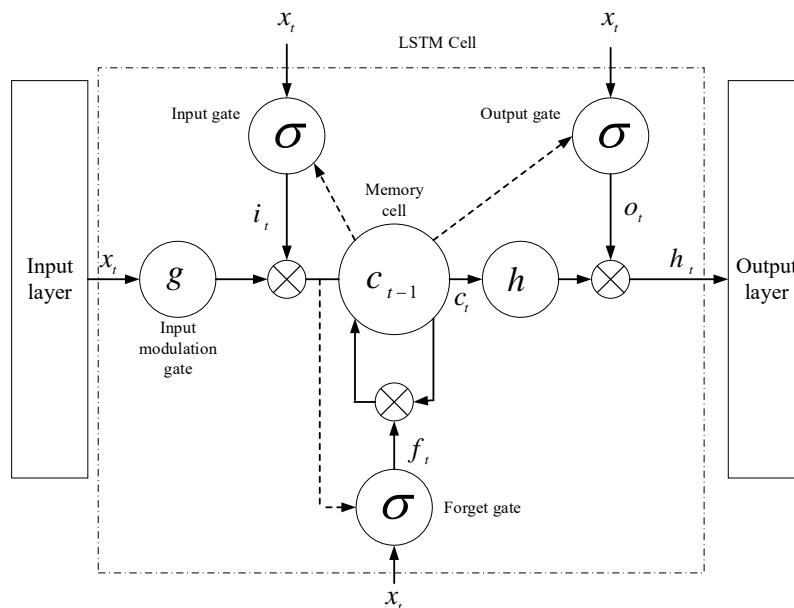 x_t
x_t
LSTM Cell
Input gate
σ
Output gate
σ
Memory
cell
i_t
o_t
Input
layer
x_t
g
c_{t-1}
c_t
h
h_t
Output
layer
Input
modulation
gate
f_t
σ
Forget gate
x_t